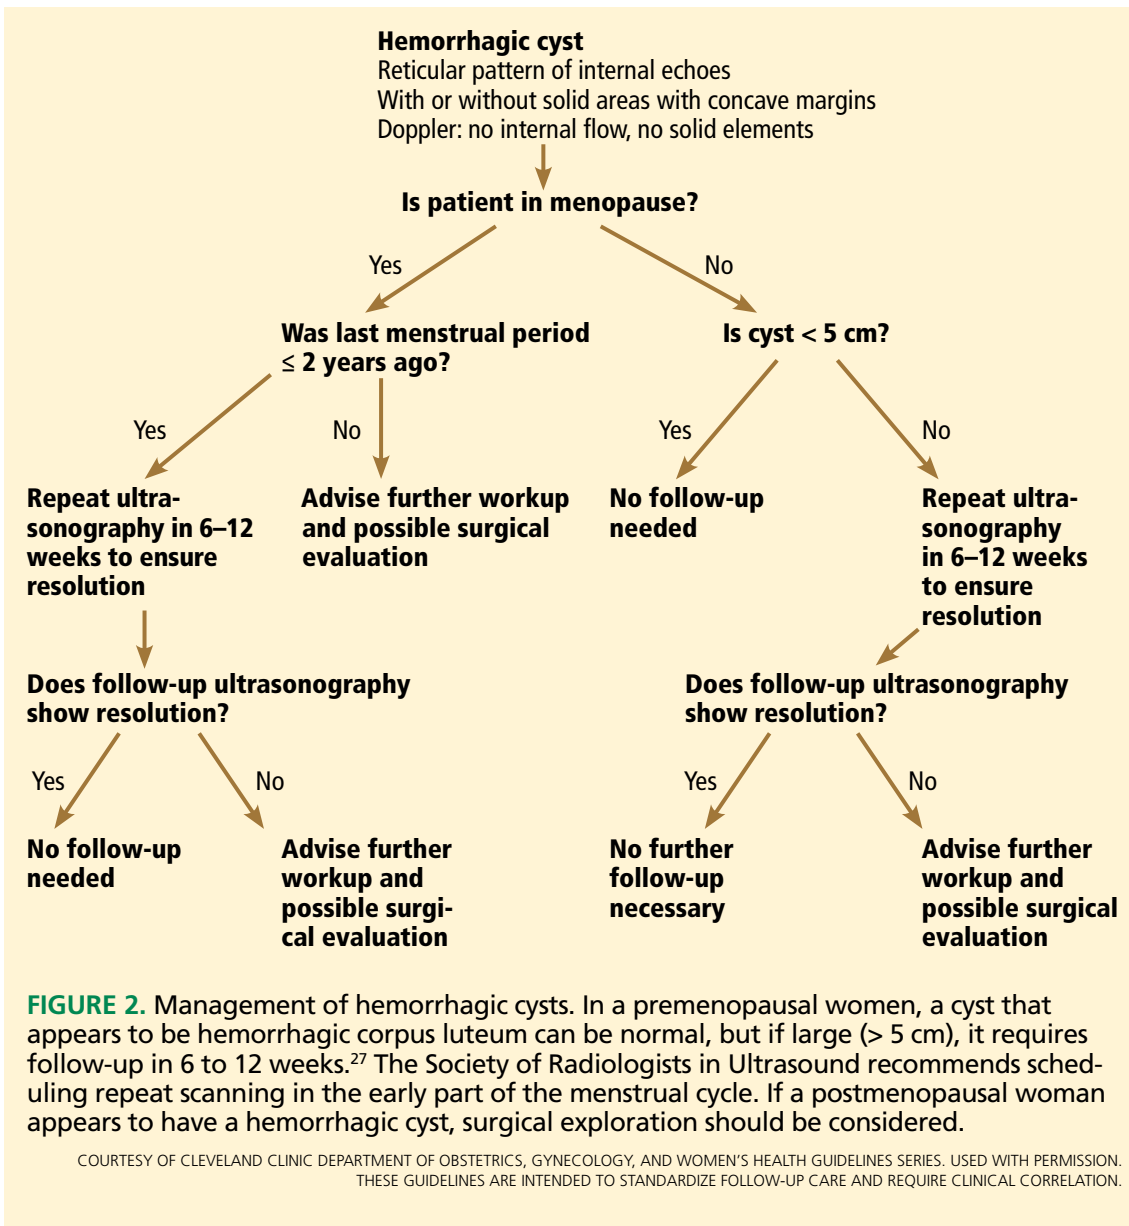 Hemorrhagic cyst
Reticular pattern of internal echoes
With or without solid areas with concave margins
Doppler: no internal flow, no solid elements
Is patient in menopause?
Yes
No
Was last menstrual period
≤ 2 years ago?
Is cyst < 5 cm?
Yes
No
Yes
No
Repeat ultra-
sonography in 6–12
weeks to ensure
resolution
Advise further workup
and possible surgical
evaluation
No follow-up
needed
Repeat ultra-
sonography
in 6–12 weeks
to ensure
resolution
Does follow-up ultrasonography
show resolution?
Does follow-up ultrasonography
show resolution?
Yes
No
Yes
No
No follow-up
needed
Advise further
workup and
possible surgi-
cal evaluation
No further
follow-up
necessary
Advise further
workup and
possible surgical
evaluation
FIGURE 2. Management of hemorrhagic cysts. In a premenopausal women, a cyst that
appears to be hemorrhagic corpus luteum can be normal, but if large (> 5 cm), it requires
follow-up in 6 to 12 weeks.²⁷ The Society of Radiologists in Ultrasound recommends sched-
uling repeat scanning in the early part of the menstrual cycle. If a postmenopausal woman
appears to have a hemorrhagic cyst, surgical exploration should be considered.
COURTESY OF CLEVELAND CLINIC DEPARTMENT OF OBSTETRICS, GYNECOLOGY, AND WOMEN'S HEALTH GUIDELINES SERIES. USED WITH PERMISSION.
THESE GUIDELINES ARE INTENDED TO STANDARDIZE FOLLOW-UP CARE AND REQUIRE CLINICAL CORRELATION.